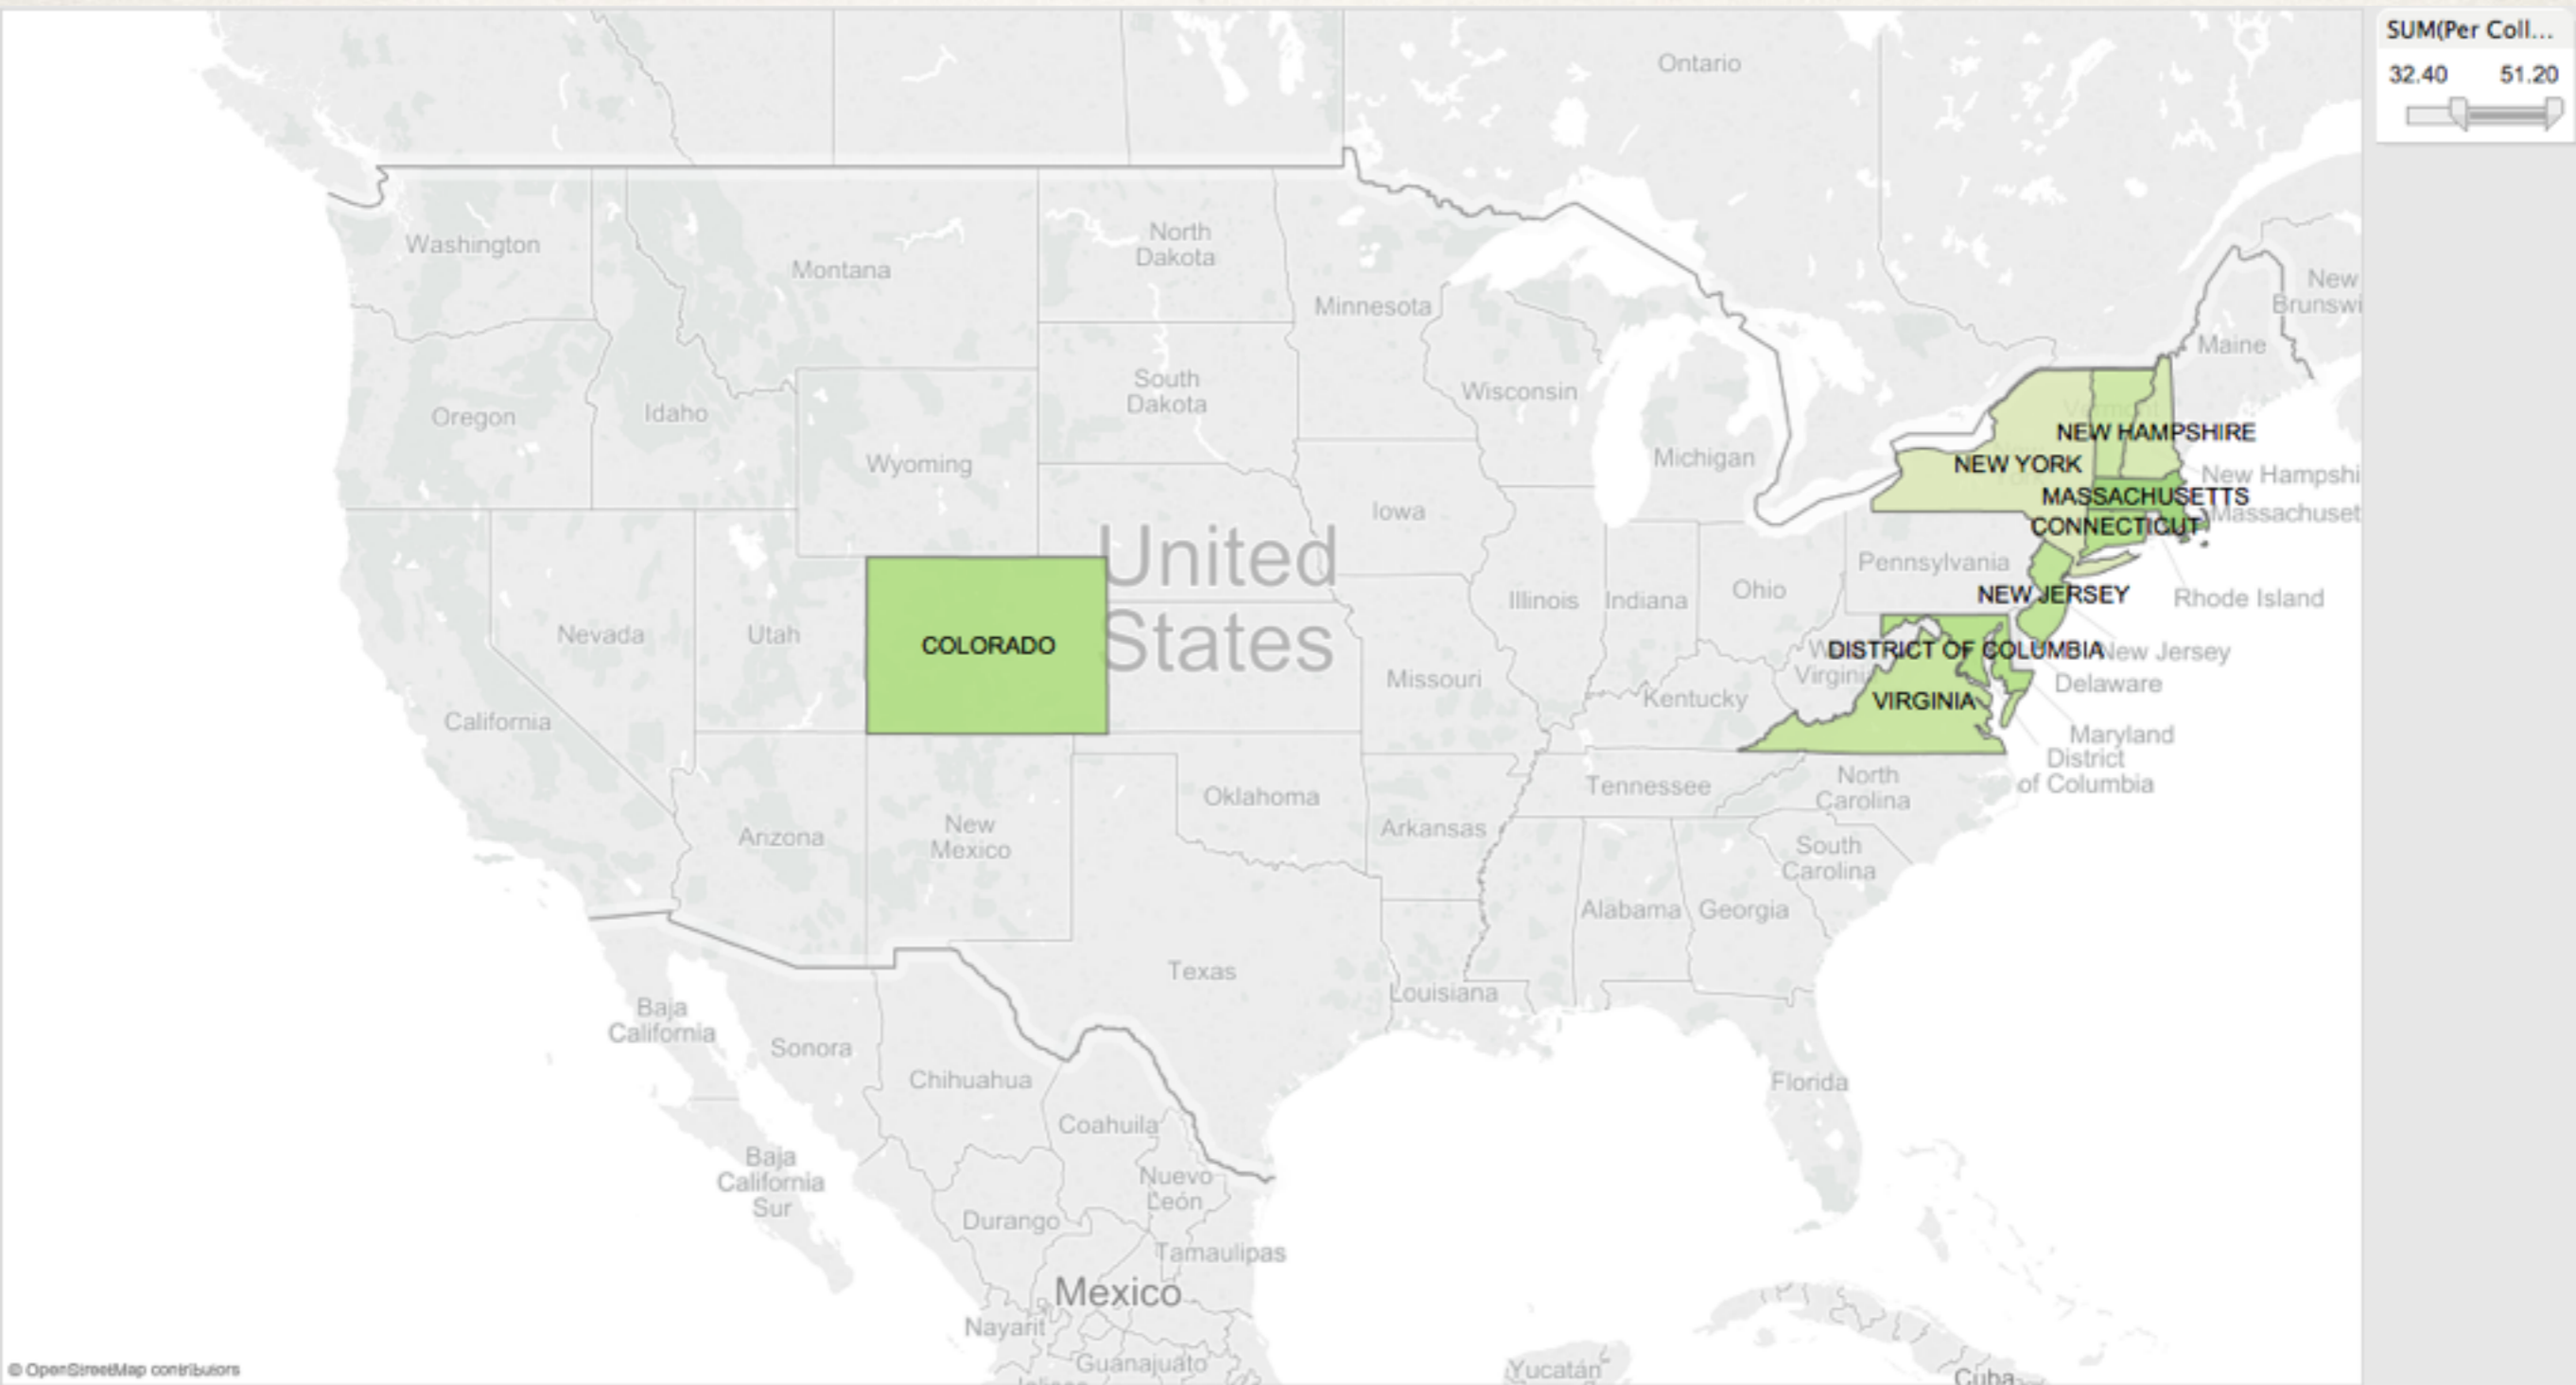 SUM(Per Coll...
32.40 51.20
Ontario
Washington
Montana
North
Dakota
Minnesota
New
Brunswi
Maine
Oregon
Idaho
South
Dakota
Wisconsin
Wyoming
Michigan
Vermont
NEW HAMPSHIRE
NEW YORK
New Hampshi
MASSACHUSETTS
Massachuset
CONNECTICUT
Iowa
United
States
Pennsylvania
Nevada
Utah
COLORADO
Illinois
Indiana
Ohio
NEW JERSEY
Rhode Island
DISTRICT OF COLUMBIA
New Jersey
Virgini
Delaware
California
Missouri
Kentucky
VIRGINIA
Maryland
District
of Columbia
Arizona
New
Mexico
Oklahoma
Arkansas
Tennessee
North
Carolina
South
Carolina
Alabama
Georgia
Texas
Louisiana
Baja
California
Sonora
Chihuahua
Florida
Coahuila
Baja
California
Sur
Nuevo
León
Durango
Tamaulipas
Mexico
Nayarit
Guanajuato
Yucatán
Cuba
© OpenStreetMap contributors